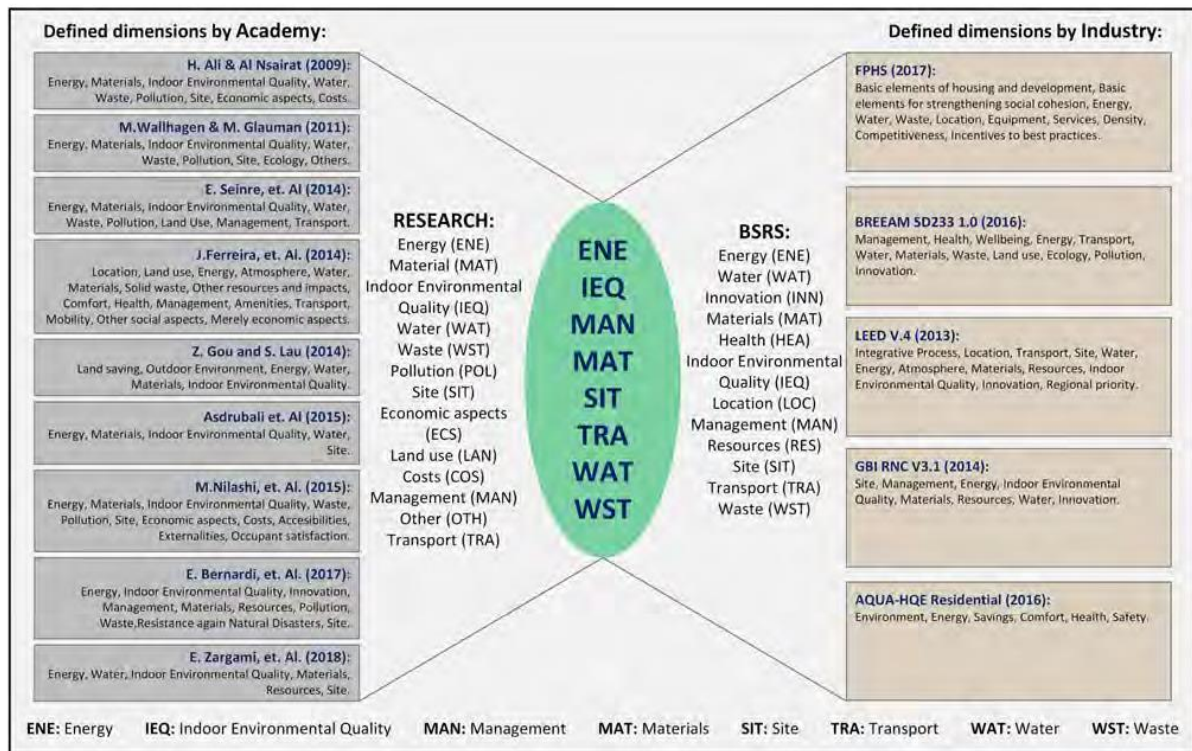 Defined dimensions by Academy:
H. Ali & Al Nsairat (2009):
Energy, Materials, Indoor Environmental Quality, Water,
Waste, Pollution, Site, Economic aspects, Costs.
M.Wallhagen & M. Glauman (2011):
Energy, Materials, Indoor Environmental Quality, Water,
Waste, Pollution, Site, Ecology, Others.
E. Seinre, et. Al (2014):
Energy, Materials, Indoor Environmental Quality, Water,
Waste, Pollution, Land Use, Management, Transport.
J.Ferreira, et. Al. (2014):
Location, Land use, Energy, Atmosphere, Water,
Materials, Solid waste, Other resources and impacts,
Comfort, Health, Management, Amenities, Transport,
Mobility, Other social aspects, Merely economic aspects.
Z. Gou and S. Lau (2014):
Land saving, Outdoor Environment, Energy, Water,
Materials, Indoor Environmental Quality.
Asdrubali et. Al (2015):
Energy, Materials, Indoor Environmental Quality, Water,
Site.
M.Nilashi, et. Al. (2015):
Energy, Materials, Indoor Environmental Quality, Waste,
Pollution, Site, Economic aspects, Costs, Accesibilities,
Externalities, Occupant satisfaction.
E. Bernardi, et. Al. (2017):
Energy, Indoor Environmental Quality, Innovation,
Management, Materials, Resources, Pollution,
Waste,Resistance again Natural Disasters, Site.
E. Zargami, et. Al. (2018):
Energy, Water, Indoor Environmental Quality, Materials,
Resources, Site.
RESEARCH:
Energy (ENE)
Material (MAT)
Indoor Environmental
Quality (IEQ)
Water (WAT)
Waste (WST)
Pollution (POL)
Site (SIT)
Economic aspects
(ECS)
Land use (LAN)
Costs (COS)
Management (MAN)
Other (OTH)
Transport (TRA)
ENE
IEQ
MAN
MAT
SIT
TRA
WAT
WST
BSRS:
Energy (ENE)
Water (WAT)
Innovation (INN)
Materials (MAT)
Health (HEA)
Indoor Environmental
Quality (IEQ)
Location (LOC)
Management (MAN)
Resources (RES)
Site (SIT)
Transport (TRA)
Waste (WST)
Defined dimensions by Industry:
FPHS (2017):
Basic elements of housing and development, Basic
elements for strengthening social cohesion, Energy,
Water, Waste, Location, Equipment, Services, Density,
Competitiveness, Incentives to best practices.
BREEAM SD233 1.0 (2016):
Management, Health, Wellbeing, Energy, Transport,
Water, Materials, Waste, Land use, Ecology, Pollution,
Innovation.
LEED V.4 (2013):
Integrative Process, Location, Transport, Site, Water,
Energy, Atmosphere, Materials, Resources, Indoor
Environmental Quality, Innovation, Regional priority.
GBI RNC V3.1 (2014):
Site, Management, Energy, Indoor Environmental
Quality, Materials, Resources, Water, Innovation.
AQUA-HQE Residential (2016):
Environment, Energy, Savings, Comfort, Health, Safety.
ENE: Energy IEQ: Indoor Environmental Quality MAN: Management MAT: Materials SIT: Site TRA: Transport WAT: Water WST: Waste